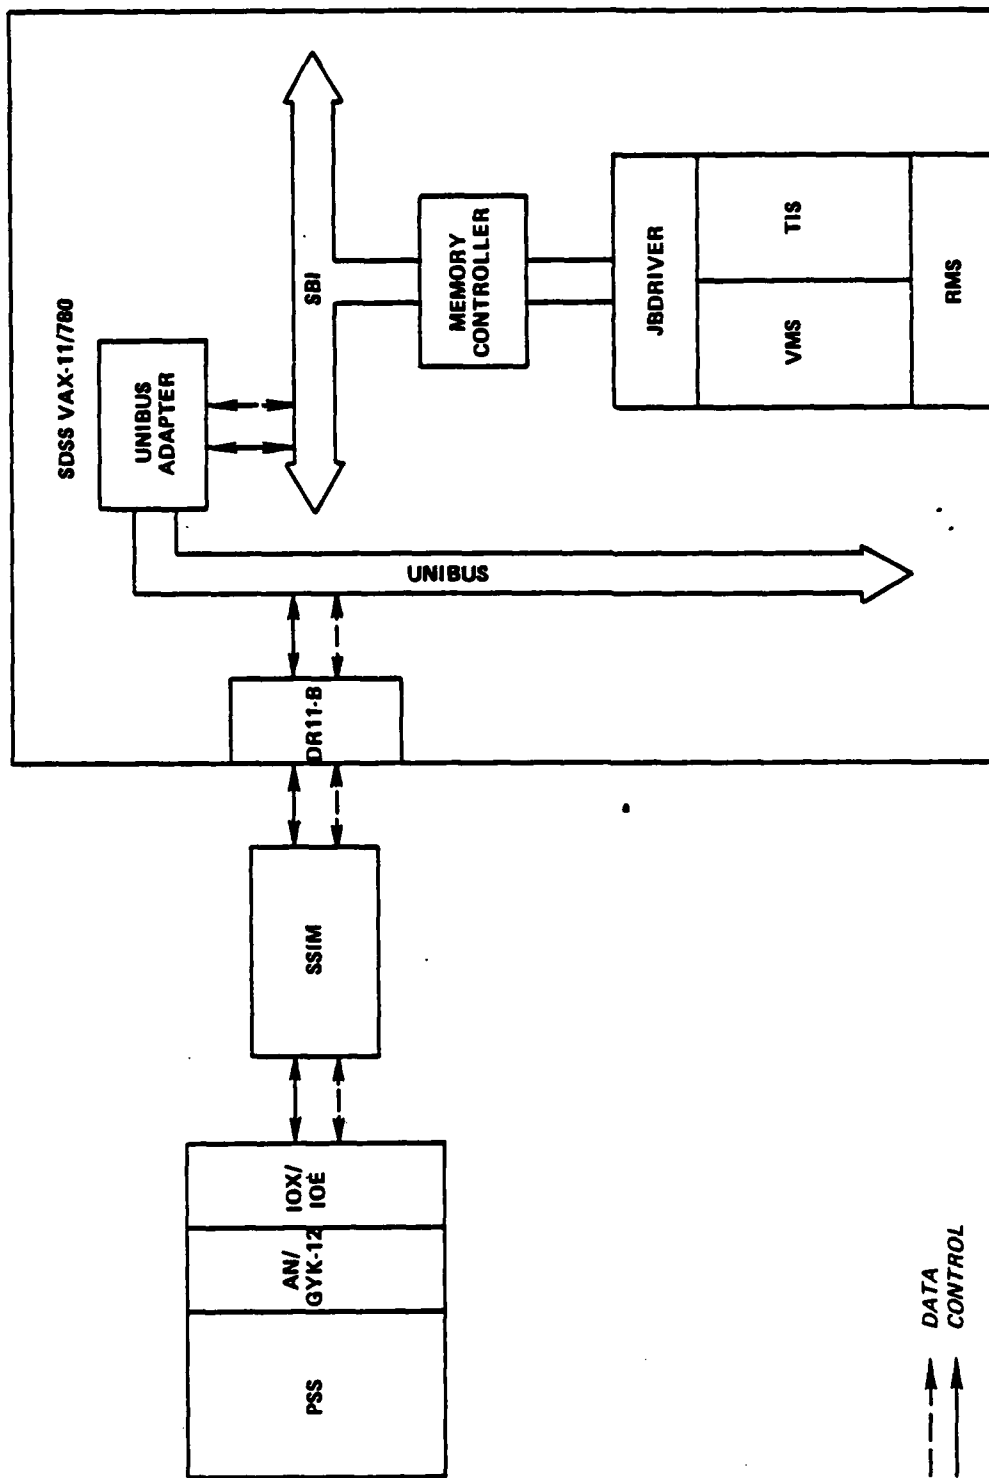 SDSS VAX-11/780
UNIBUS
ADAPTER
PSS
AN/
GYK-12
IOX/
IOE
SSIM
DR11-B
UNIBUS
SBI
MEMORY
CONTROLLER
JBDRIVER
VMS
TIS
RMS
DATA
CONTROL